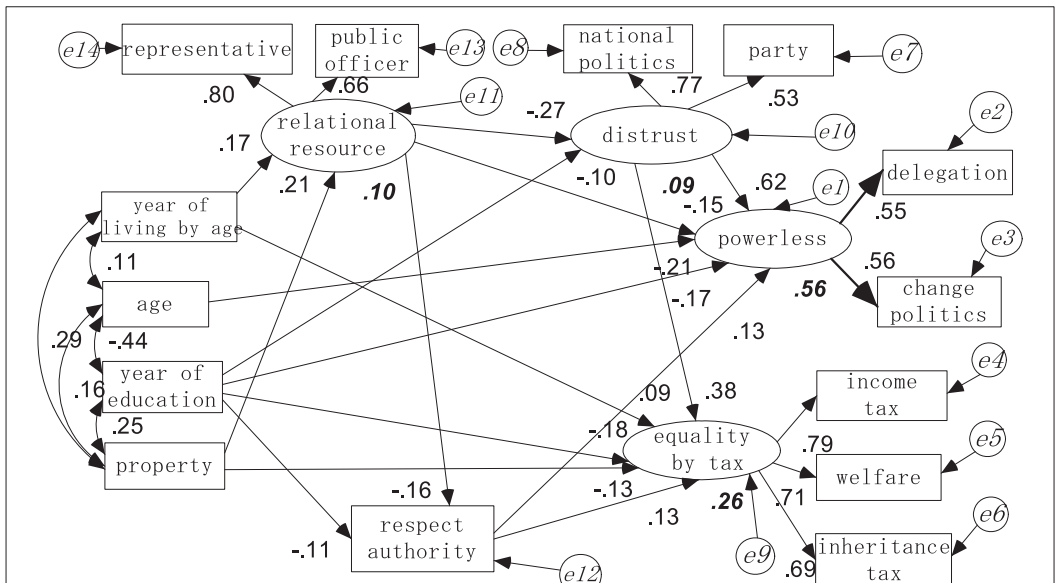 e14
representative
public
officer
e13
e8
national
politics
party
e7
.80
.66
e11
.77
.53
e2
relational
resource
-.27
distrust
e10
.17
delegation
.21
.10
-.10
.09
.62
e1
.55
year of
living by age
-.15
powerless
e3
.11
.56
age
-.21
.56
change
politics
-.17
.29
-.44
.13
year of
education
e4
.16
.09
.38
income
tax
.25
-.18
equality
by tax
e5
property
.79
welfare
-.16
-.13
.26
.71
e6
respect
authority
.13
-.11
e9
inheritance
tax
e12
.69